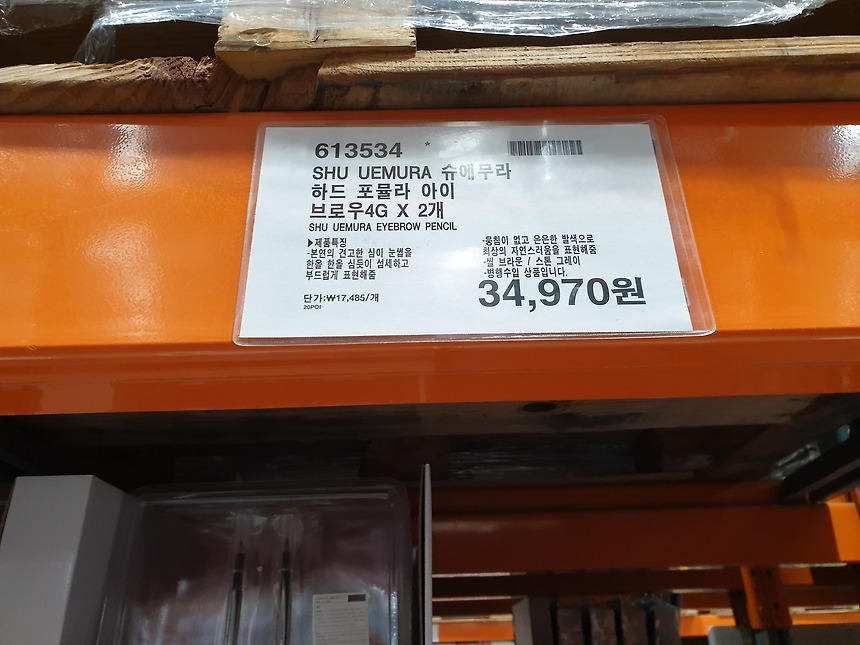 613534 *
SHU UEMURA 슈에무라
하드 포뮬라 아이
브로우4G X 2개
SHU UEMURA EYEBROW PENCIL
▶제품특징
-본연의 견고한 심이 눈썹을
한올 한올 심듯이 섬세하고
부드럽게 표현해줌
단가:₩17,485/개
20POI
-뭉침이 없고 은은한 발색으로
최상의 자연스러움을 표현해줌
-씰 브라운 / 스톤 그레이
-병행수입 상품입니다.
34,970원